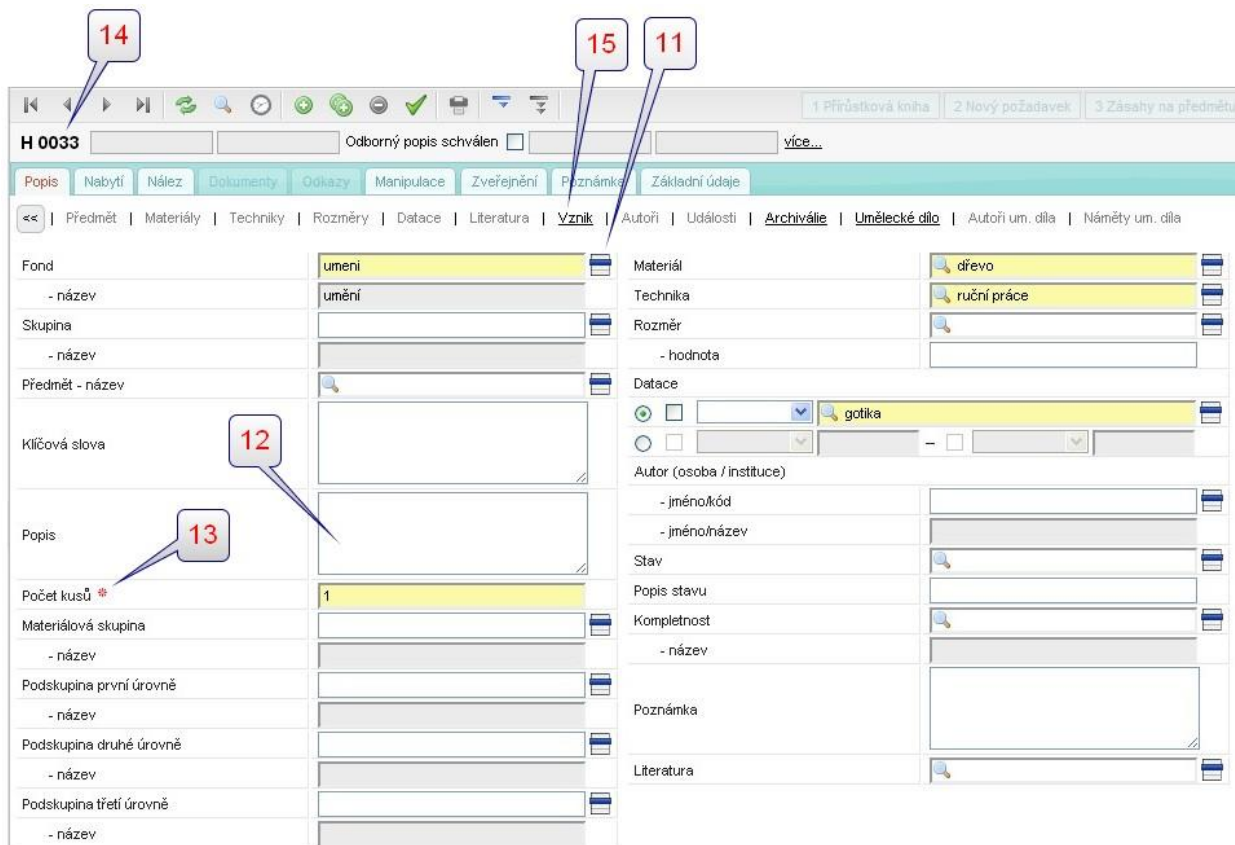 14
15
11
1 Přírůstková kniha
2 Nový požadavek
3 Zásahy na předmětu
H 0033
Odborný popis schválen
více...
Popis
Nabytí
Nález
Dokumenty
Odkazy
Manipulace
Zveřejnění
Poznámka
Základní údaje
<< | Předmět | Materiály | Techniky | Rozměry | Datace | Literatura | Vznik | Autoři | Události | Archiválie | Umělecké dílo | Autoři um. díla | Náměty um. díla
Fond
umeni
- název
umění
Skupina
- název
Předmět - název
Klíčová slova
12
Popis
13
Počet kusů *
1
Materiálová skupina
- název
Podskupina první úrovně
- název
Podskupina druhé úrovně
- název
Podskupina třetí úrovně
- název
Materiál
dřevo
Technika
ruční práce
Rozměr
- hodnota
Datace
gotika
–
Autor (osoba / instituce)
- jméno/kód
- jméno/název
Stav
Popis stavu
Kompletnost
- název
Poznámka
Literatura